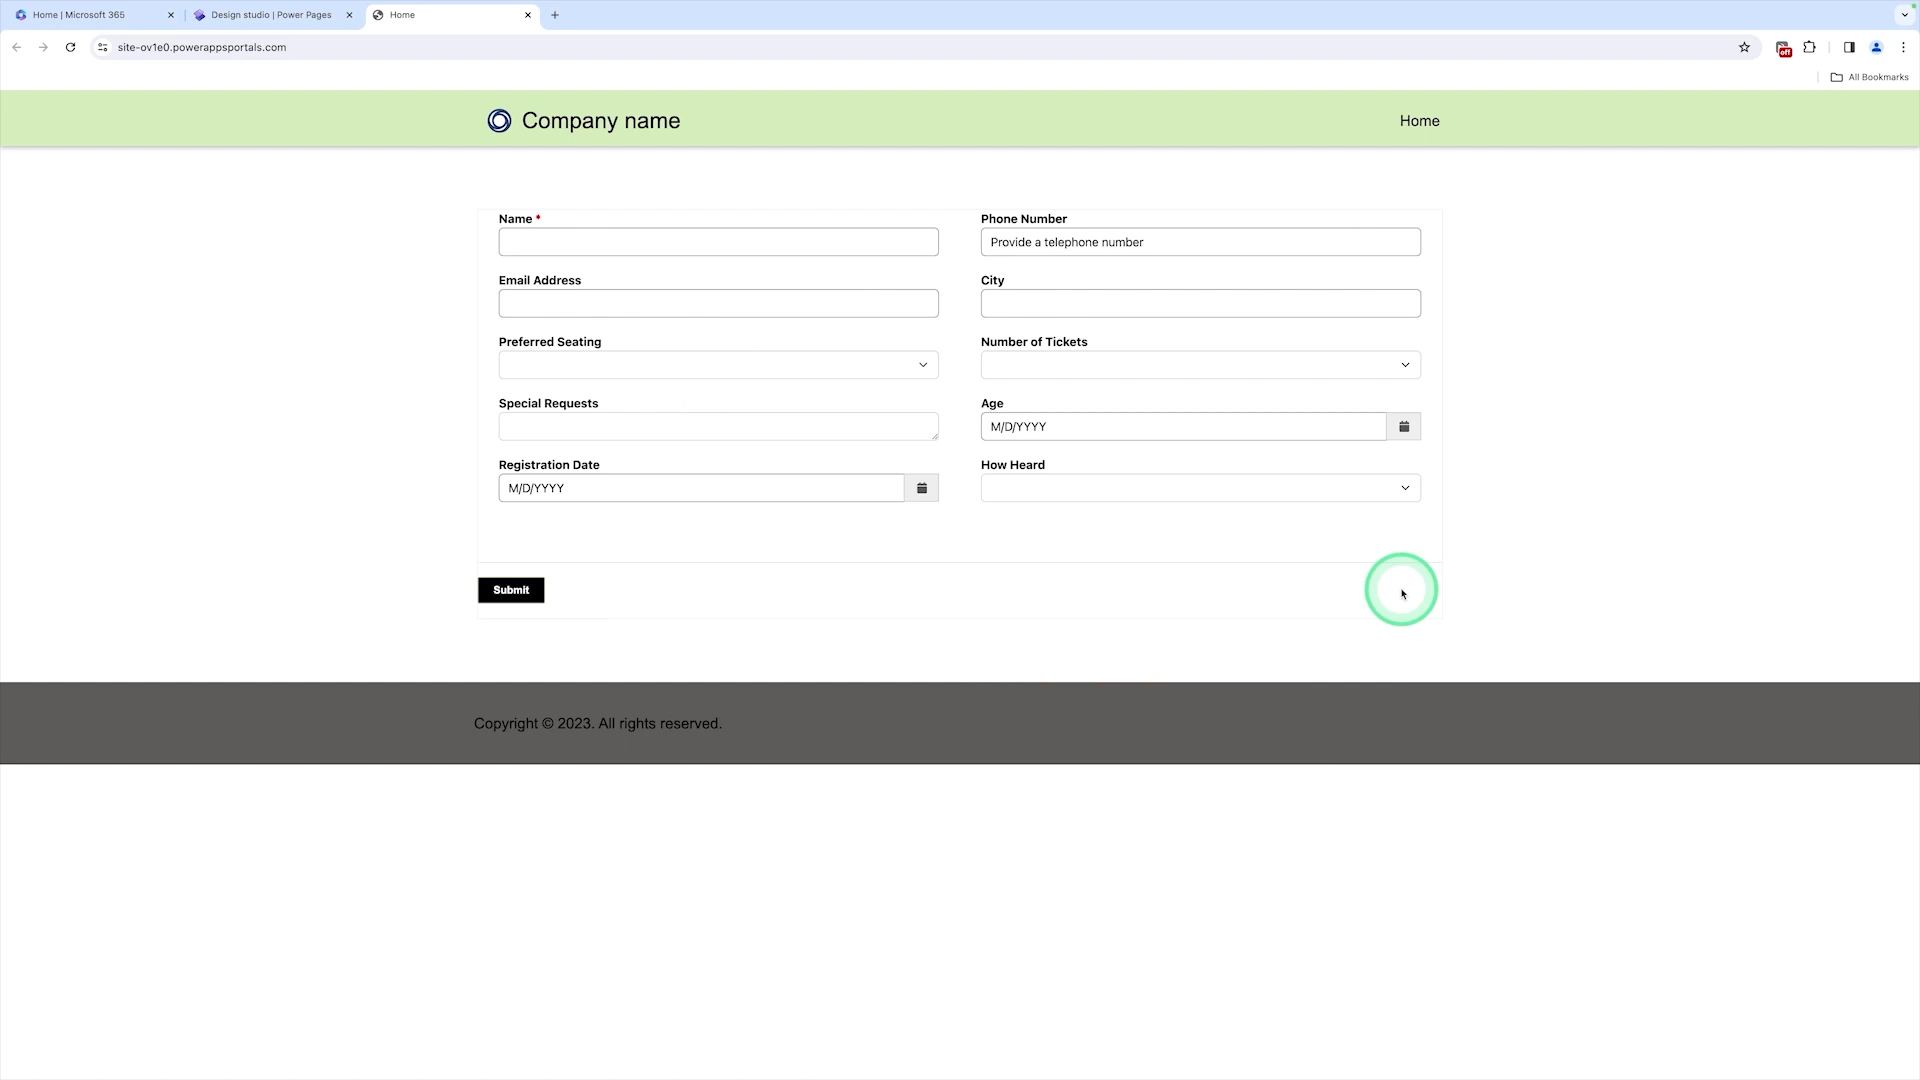 Home | Microsoft 365
Design studio | Power Pages
Home
site-ov1e0.powerappsportals.com
off
All Bookmarks
Company name
Home
Name *
Phone Number
Provide a telephone number
Email Address
City
Preferred Seating
Number of Tickets
Special Requests
Age
M/D/YYYY
Registration Date
How Heard
M/D/YYYY
Submit
Copyright © 2023. All rights reserved.